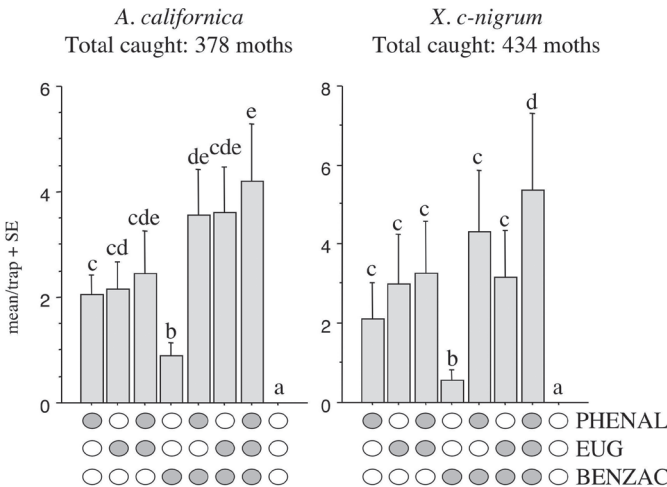 A. californica
Total caught: 378 moths
X. c-nigrum
Total caught: 434 moths
mean/trap + SE
6
4
2
0
c
cd
cde
b
de
cde
e
a
8
6
4
2
0
c
c
c
b
c
c
d
a
PHENAL
EUG
BENZAC